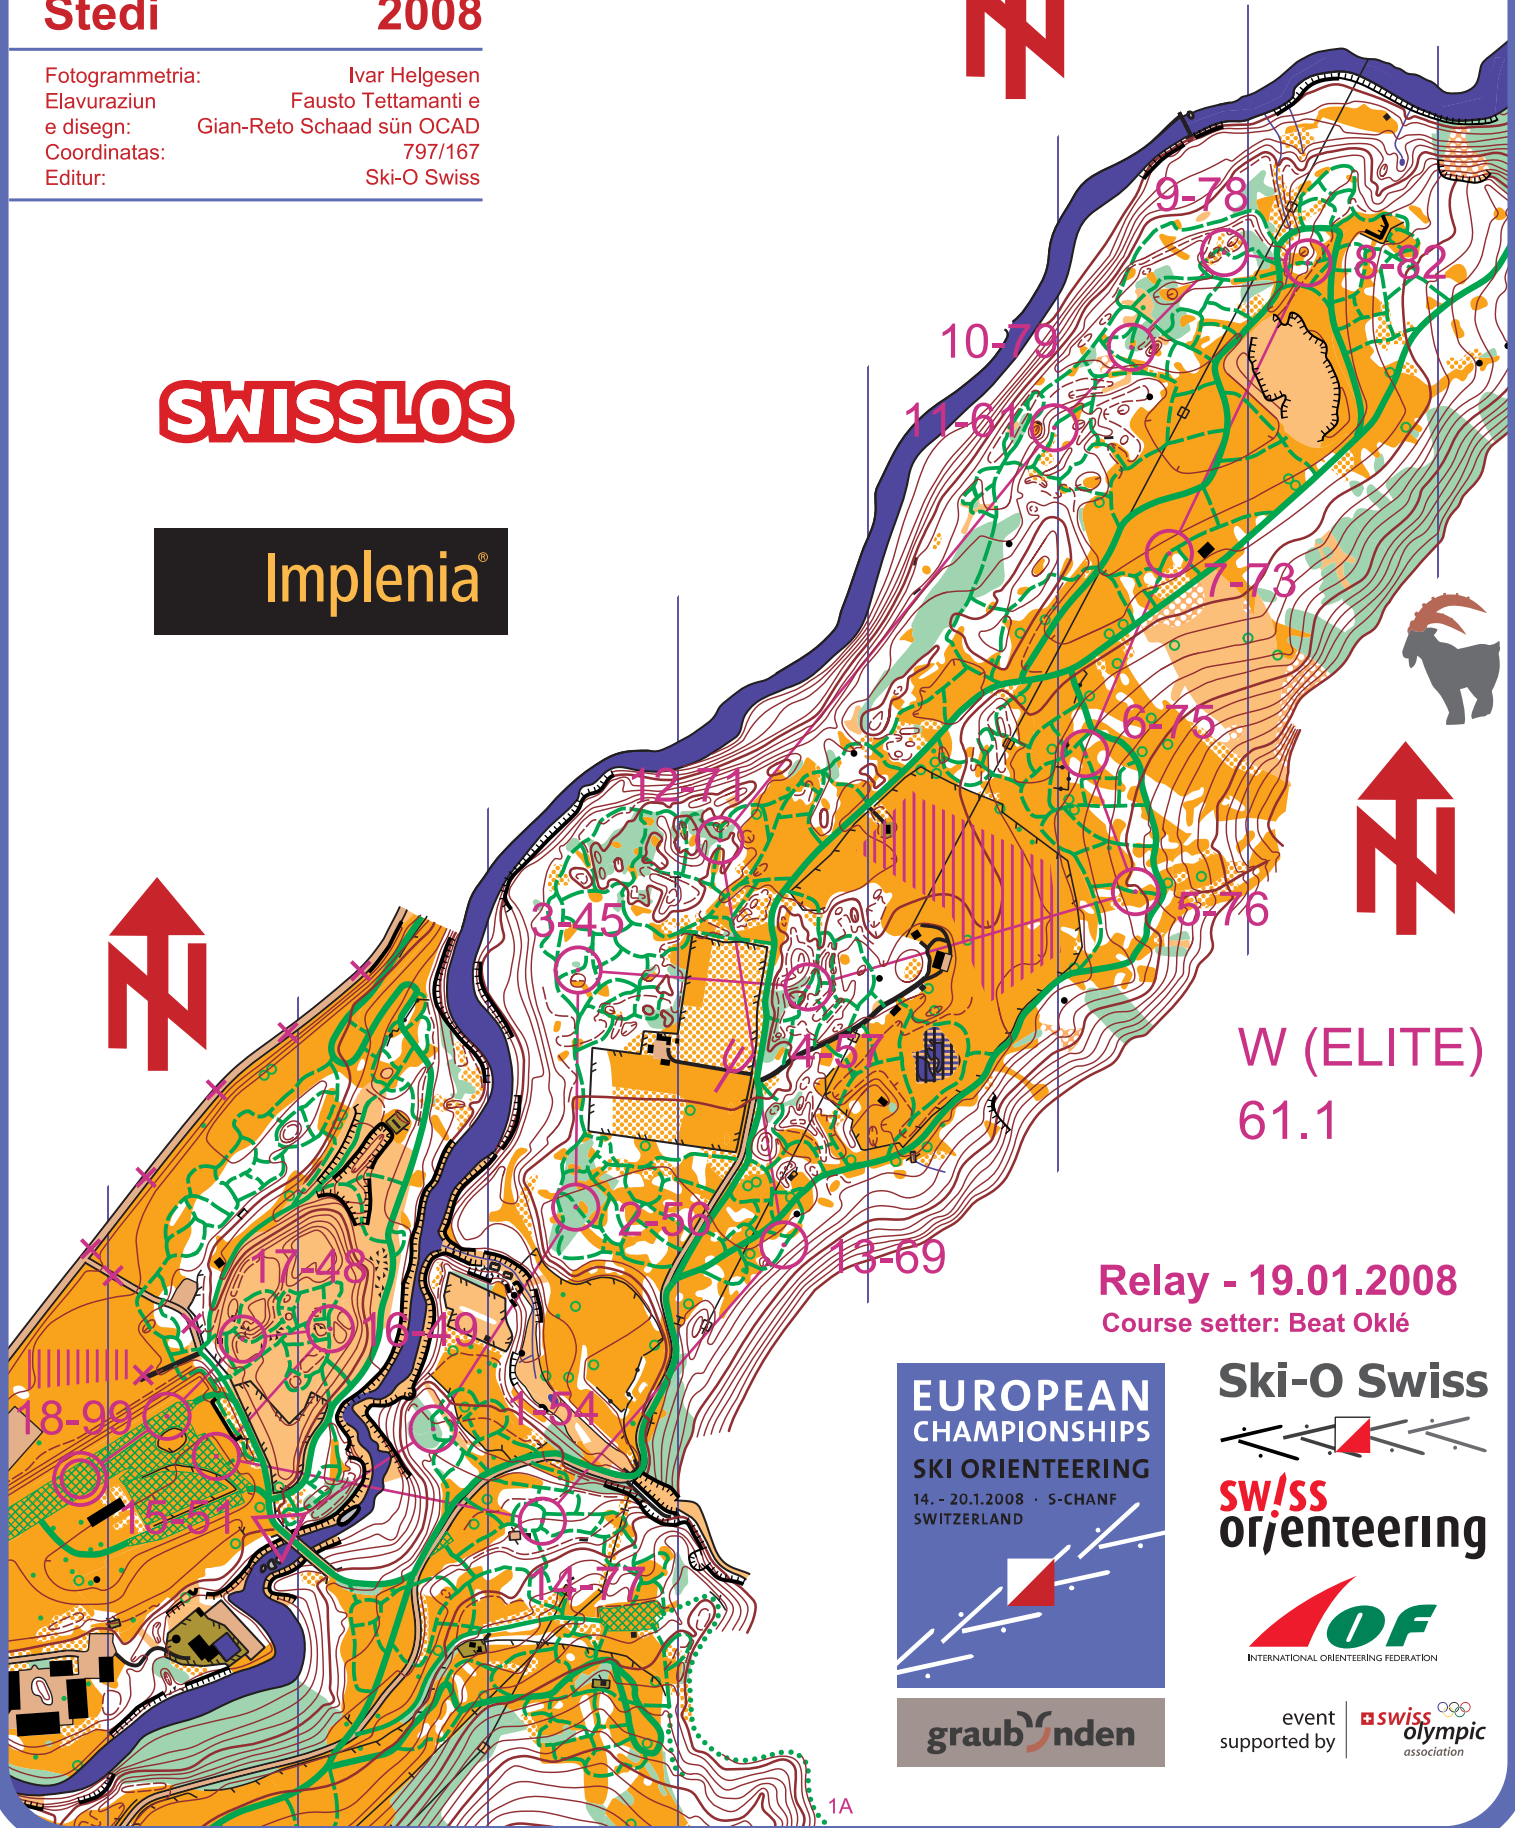 Stedi 2008
Fotogrammetria: Ivar Helgesen
Elavuraziun Fausto Tettamanti e
e disegn: Gian-Reto Schaad sün OCAD
Coordinatas: 797/167
Editur: Ski-O Swiss
N
9-78
8-82
10-79
SWISSLOS
11-61
Implenia®
7-73
6-75
12-71
N
3-45
5-76
N
4-57
W (ELITE)
61.1
2-56
13-69
17-48
Relay - 19.01.2008
16-49
Course setter: Beat Oklé
18-99
1-54
EUROPEAN
CHAMPIONSHIPS
SKI ORIENTEERING
14. - 20.1.2008 · S-CHANF
SWITZERLAND
Ski-O Swiss
15-51
swiss
orienteering
14-77
IOF
INTERNATIONAL ORIENTEERING FEDERATION
graubünden
event
supported by
swiss
olympic
association
1A